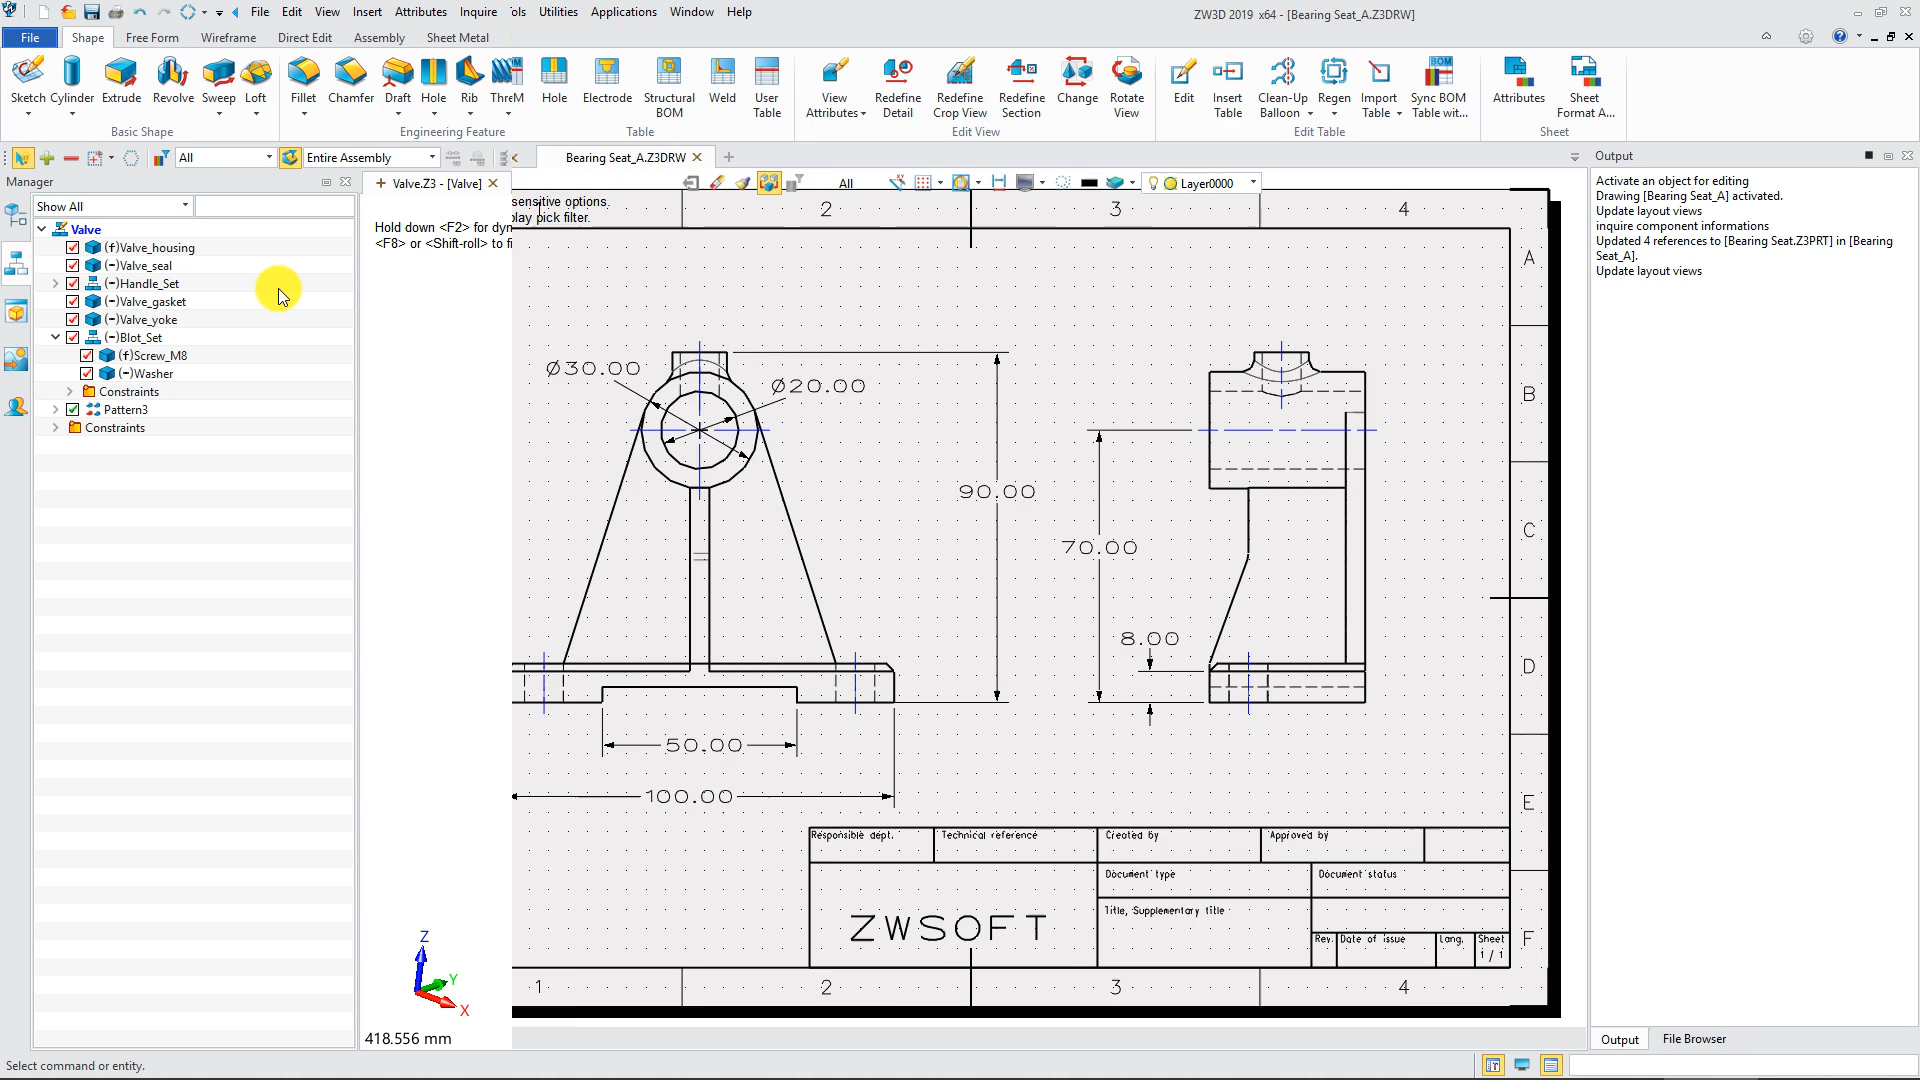 File Edit View Insert Attributes Inquire ols Utilities Applications Window Help
ZW3D 2019 x64 - [Bearing Seat_A.Z3DRW]
File Shape Free Form Wireframe Direct Edit Assembly Sheet Metal
Sketch Cylinder Extrude Revolve Sweep Loft
Basic Shape
Fillet Chamfer Draft Hole Rib ThreM
Engineering Feature
Hole Electrode Structural BOM Weld User Table
Table
View Attributes Redefine Detail Redefine Crop View Redefine Section Change Rotate View
Edit View
Edit Insert Table Clean-Up Balloon Regen Import Table Sync BOM Table wit...
Edit Table
Attributes Sheet Format A...
Sheet
All Entire Assembly
Bearing Seat_A.Z3DRW
Manager
Show All
Valve
(f)Valve_housing
(−)Valve_seal
(−)Handle_Set
(−)Valve_gasket
(−)Valve_yoke
(−)Blot_Set
(f)Screw_M8
(−)Washer
Constraints
Pattern3
Constraints
Valve.Z3 - [Valve]
All
Layer0000
sensitive options.
play pick filter.
Hold down <F2> for dyn
<F8> or <Shift-roll> to fi
2 3 4
A
B
C
D
E
F
Ø30.00
Ø20.00
90.00
70.00
8.00
50.00
100.00
Responsible dept. Technical reference Created by Approved by
Document type Document status
Title, Supplementary title
ZWSOFT
Rev. Date of issue Lang. Sheet
1 / 1
1 2 3 4
Z
Y
X
418.556 mm
Output
Activate an object for editing
Drawing [Bearing Seat_A] activated.
Update layout views
inquire component informations
Updated 4 references to [Bearing Seat.Z3PRT] in [Bearing
Seat_A].
Update layout views
Output File Browser
Select command or entity.